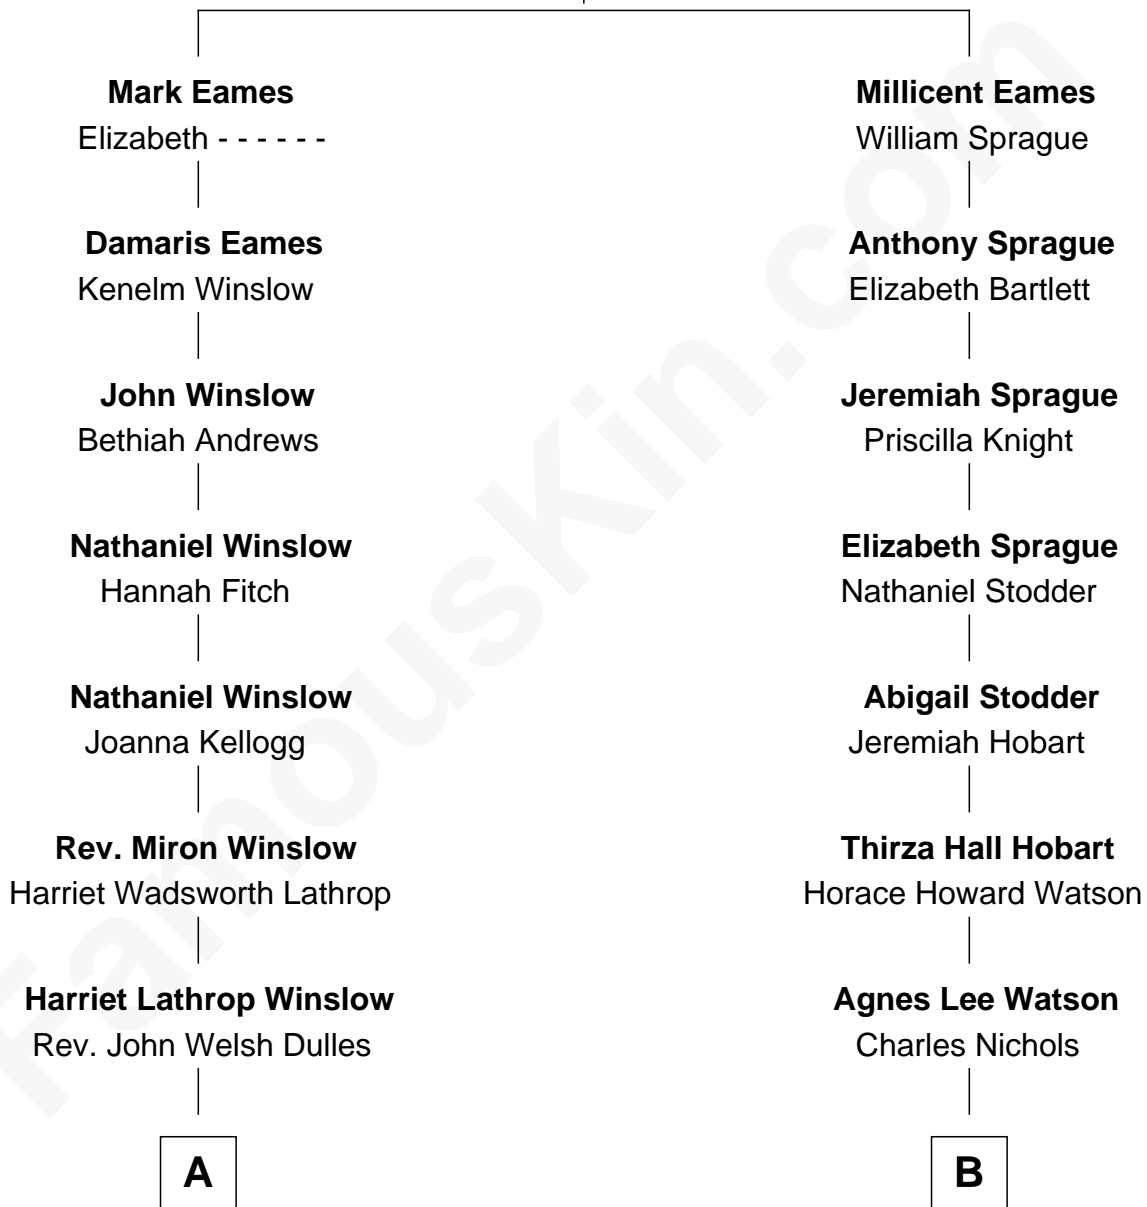 Mark Eames
Elizabeth - - - - - -
Millicent Eames
William Sprague
Damaris Eames
Kenelm Winslow
Anthony Sprague
Elizabeth Bartlett
John Winslow
Bethiah Andrews
Jeremiah Sprague
Priscilla Knight
Nathaniel Winslow
Hannah Fitch
Elizabeth Sprague
Nathaniel Stodder
Nathaniel Winslow
Joanna Kellogg
Abigail Stodder
Jeremiah Hobart
Rev. Miron Winslow
Harriet Wadsworth Lathrop
Thirza Hall Hobart
Horace Howard Watson
Harriet Lathrop Winslow
Rev. John Welsh Dulles
Agnes Lee Watson
Charles Nichols
A
B
FamousKin.com